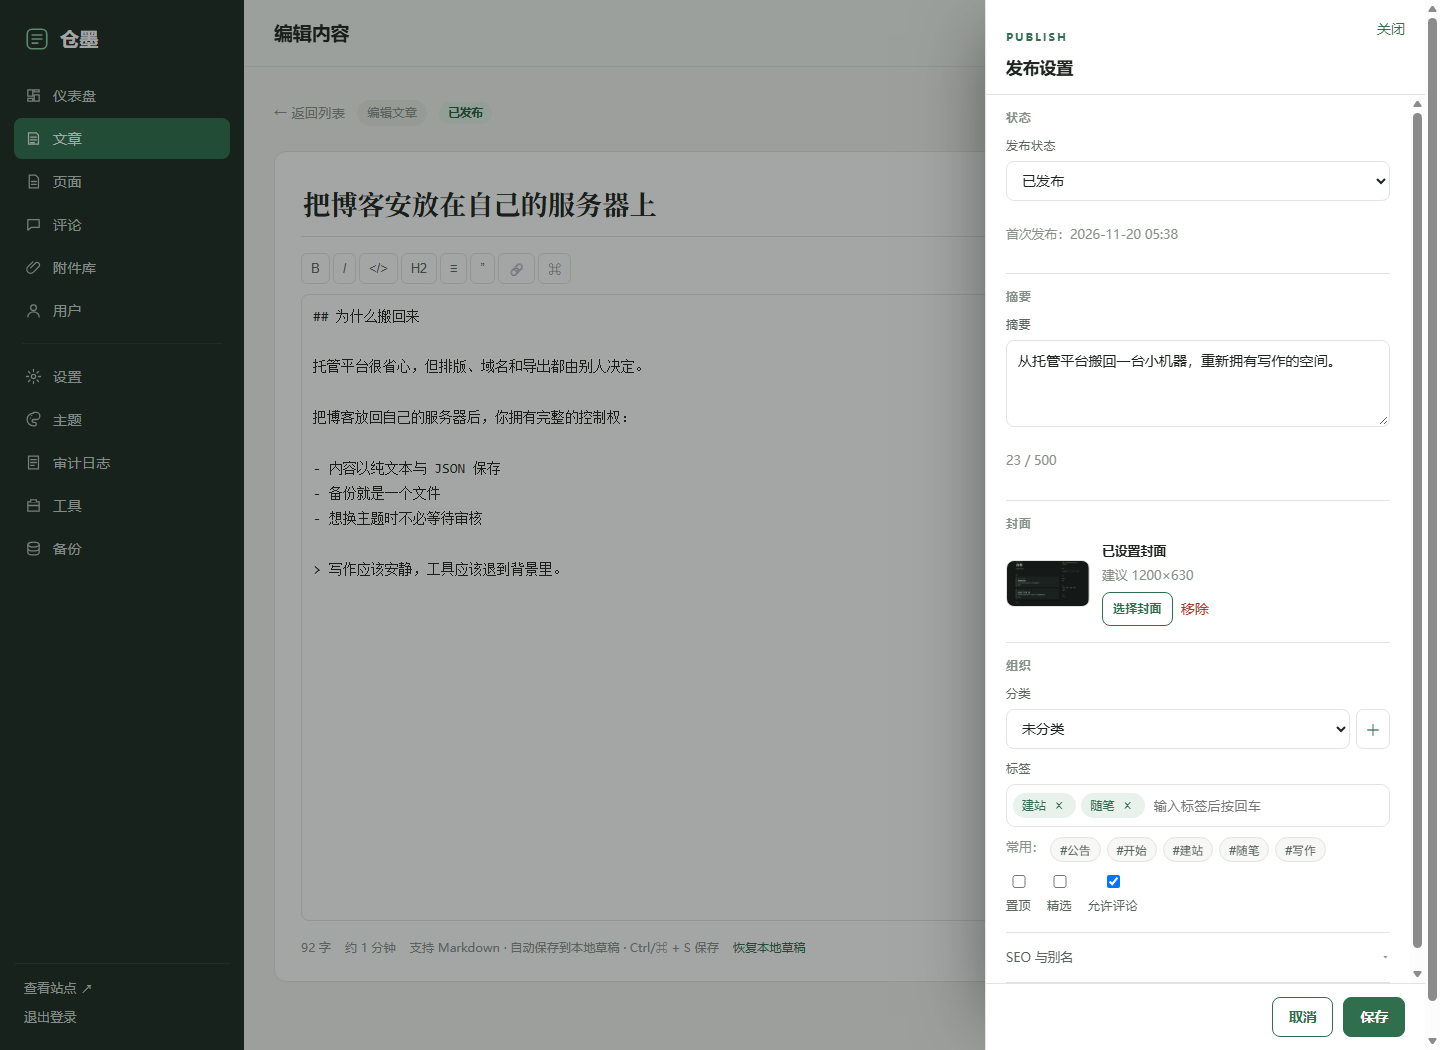 仓墨
仪表盘
文章
页面
评论
附件库
用户
设置
主题
审计日志
工具
备份
查看站点 ↗
退出登录
编辑内容
← 返回列表 编辑文章 已发布
把博客安放在自己的服务器上
B I </> H2 ≡ ” 🔗 ⌘
## 为什么搬回来
托管平台很省心，但排版、域名和导出都由别人决定。
把博客放回自己的服务器后，你拥有完整的控制权：
- 内容以纯文本与 JSON 保存
- 备份就是一个文件
- 想换主题时不必等待审核
> 写作应该安静，工具应该退到背景里。
92 字 约 1 分钟 支持 Markdown · 自动保存到本地草稿 · Ctrl/⌘ + S 保存 恢复本地草稿
PUBLISH
关闭
发布设置
状态
发布状态
已发布
首次发布：2026-11-20 05:38
摘要
摘要
从托管平台搬回一台小机器，重新拥有写作的空间。
23 / 500
封面
已设置封面
建议 1200×630
选择封面 移除
组织
分类
未分类 +
标签
建站 × 随笔 × 输入标签后按回车
常用： #公告 #开始 #建站 #随笔 #写作
置顶 精选 允许评论
SEO 与别名
取消 保存